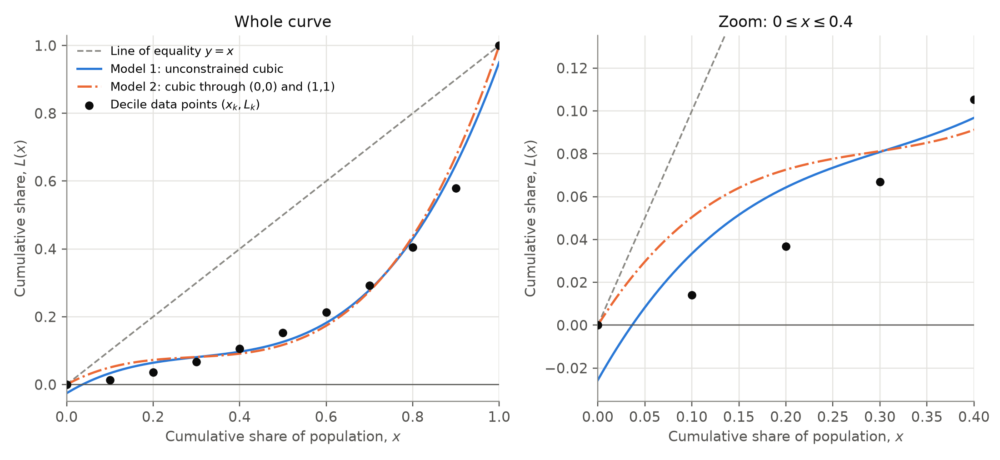 Whole curve
1.0
0.8
0.6
0.4
0.2
0.0
Cumulative share, L(x)
Line of equality y = x
Model 1: unconstrained cubic
Model 2: cubic through (0,0) and (1,1)
Decile data points (xₖ, Lₖ)
0.0 0.2 0.4 0.6 0.8 1.0
Cumulative share of population, x
Zoom: 0 ≤ x ≤ 0.4
0.12
0.10
0.08
0.06
0.04
0.02
0.00
−0.02
Cumulative share, L(x)
0.00 0.05 0.10 0.15 0.20 0.25 0.30 0.35 0.40
Cumulative share of population, x